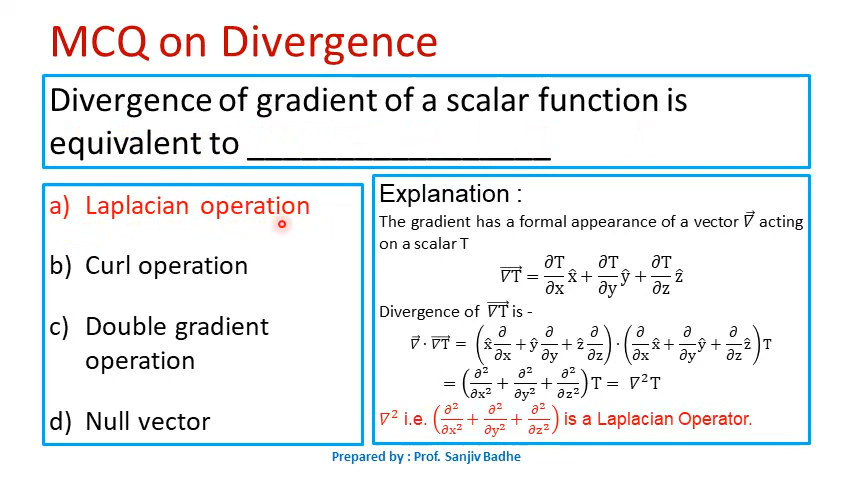 MCQ on Divergence
Divergence of gradient of a scalar function is
equivalent to _________________
a) Laplacian operation
b) Curl operation
c) Double gradient
operation
d) Null vector
Explanation :
The gradient has a formal appearance of a vector ∇⃗ acting
on a scalar T
∇T⃗ = ∂T/∂x x̂ + ∂T/∂y ŷ + ∂T/∂z ẑ
Divergence of ∇T⃗ is -
∇⃗ · ∇T⃗ = (x̂ ∂/∂x + ŷ ∂/∂y + ẑ ∂/∂z) · (∂/∂x x̂ + ∂/∂y ŷ + ∂/∂z ẑ) T
= (∂²/∂x² + ∂²/∂y² + ∂²/∂z²) T = ∇²T
∇² i.e. (∂²/∂x² + ∂²/∂y² + ∂²/∂z²) is a Laplacian Operator.
Prepared by : Prof. Sanjiv Badhe